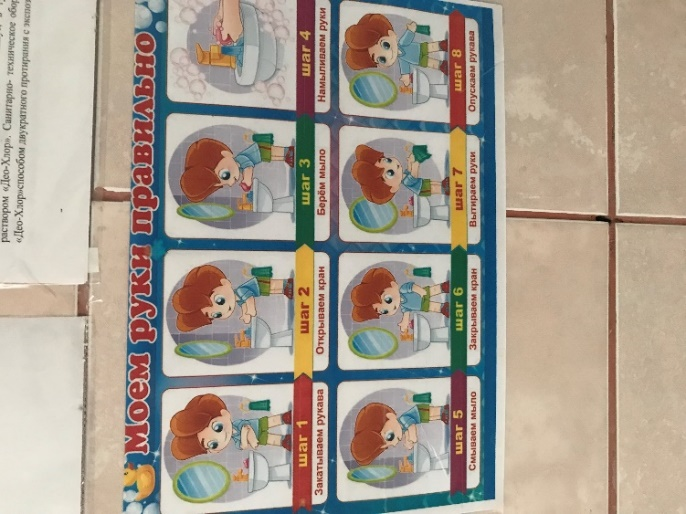 раствором «Део-Хлор». Санитарно- техническое обор
«Део-Хлор»способом двукратного протирания с экспоз
Моем руки правильно
шаг 1
Закатываем рукава
шаг 2
Открываем кран
шаг 3
Берём мыло
шаг 4
Намыливаем руки
шаг 5
Смываем мыло
шаг 6
Закрываем кран
шаг 7
Вытираем руки
шаг 8
Опускаем рукава